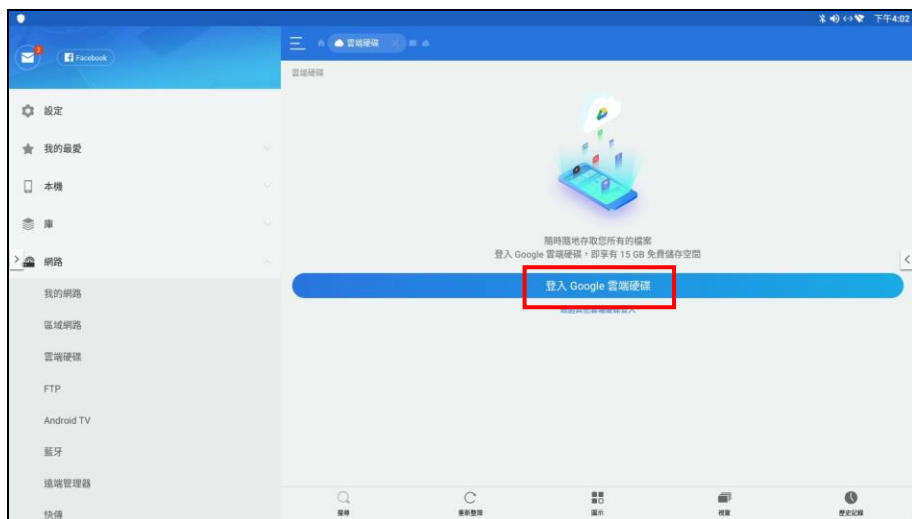 下午4:02
2
Facebook
雲端硬碟
雲端硬碟
設定
我的最愛
本機
庫
網路
我的網路
區域網路
雲端硬碟
FTP
Android TV
藍牙
遠端管理器
快傳
隨時隨地存取您所有的檔案
登入 Google 雲端硬碟，即享有 15 GB 免費儲存空間
登入 Google 雲端硬碟
搜尋
重新整理
圖示
視窗
歷史記錄